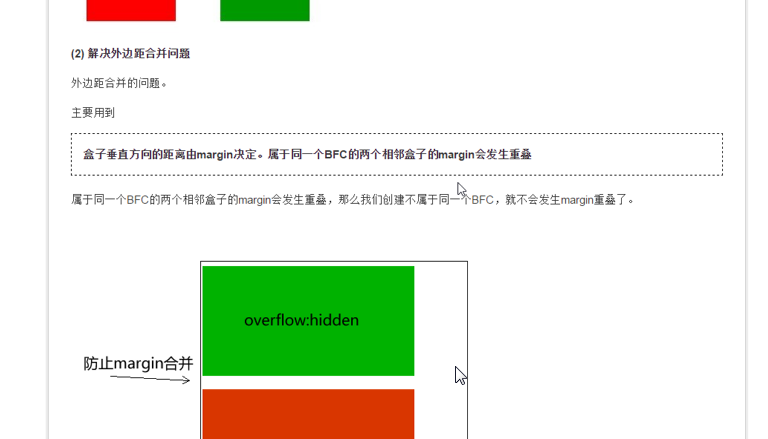 (2) 解决外边距合并问题
外边距合并的问题。
主要用到
盒子垂直方向的距离由margin决定。属于同一个BFC的两个相邻盒子的margin会发生重叠
属于同一个BFC的两个相邻盒子的margin会发生重叠，那么我们创建不属于同一个BFC，就不会发生margin重叠了。
overflow:hidden
防止margin合并